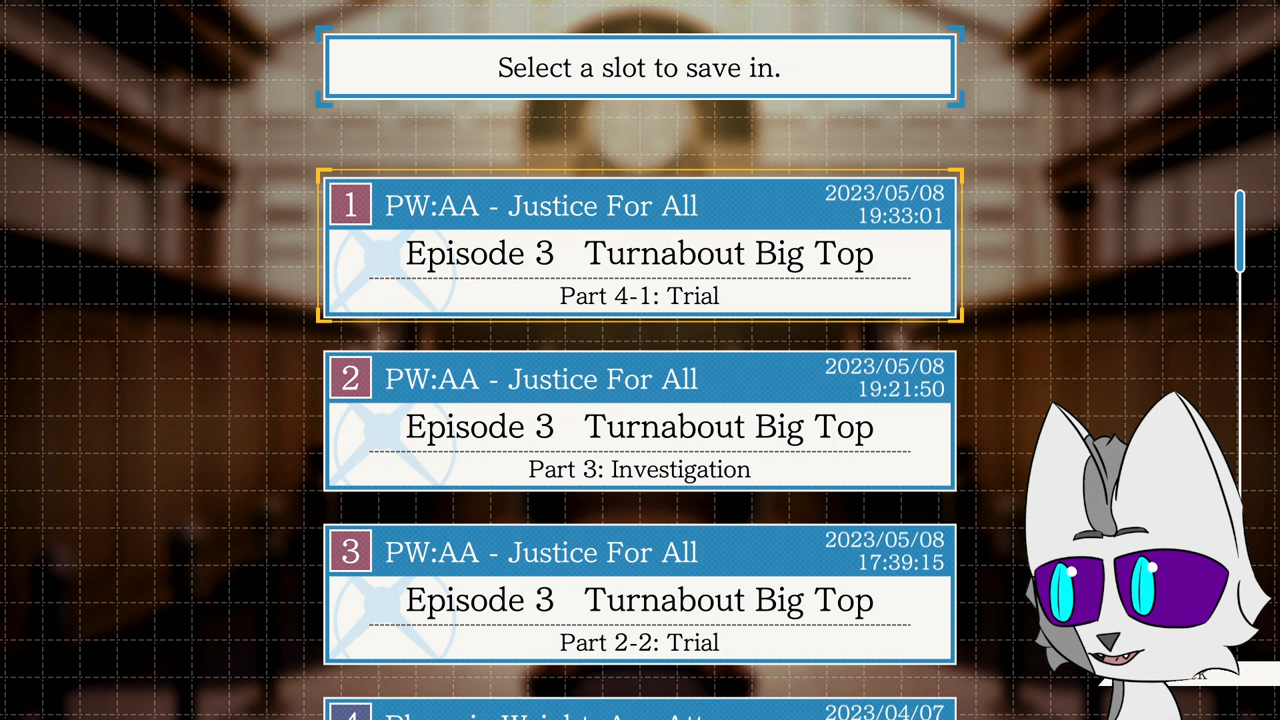 Select a slot to save in.
1 PW:AA - Justice For All 2023/05/08
19:33:01
Episode 3 Turnabout Big Top
Part 4-1: Trial
2 PW:AA - Justice For All 2023/05/08
19:21:50
Episode 3 Turnabout Big Top
Part 3: Investigation
3 PW:AA - Justice For All 2023/05/08
17:39:15
Episode 3 Turnabout Big Top
Part 2-2: Trial
4 2023/04/07